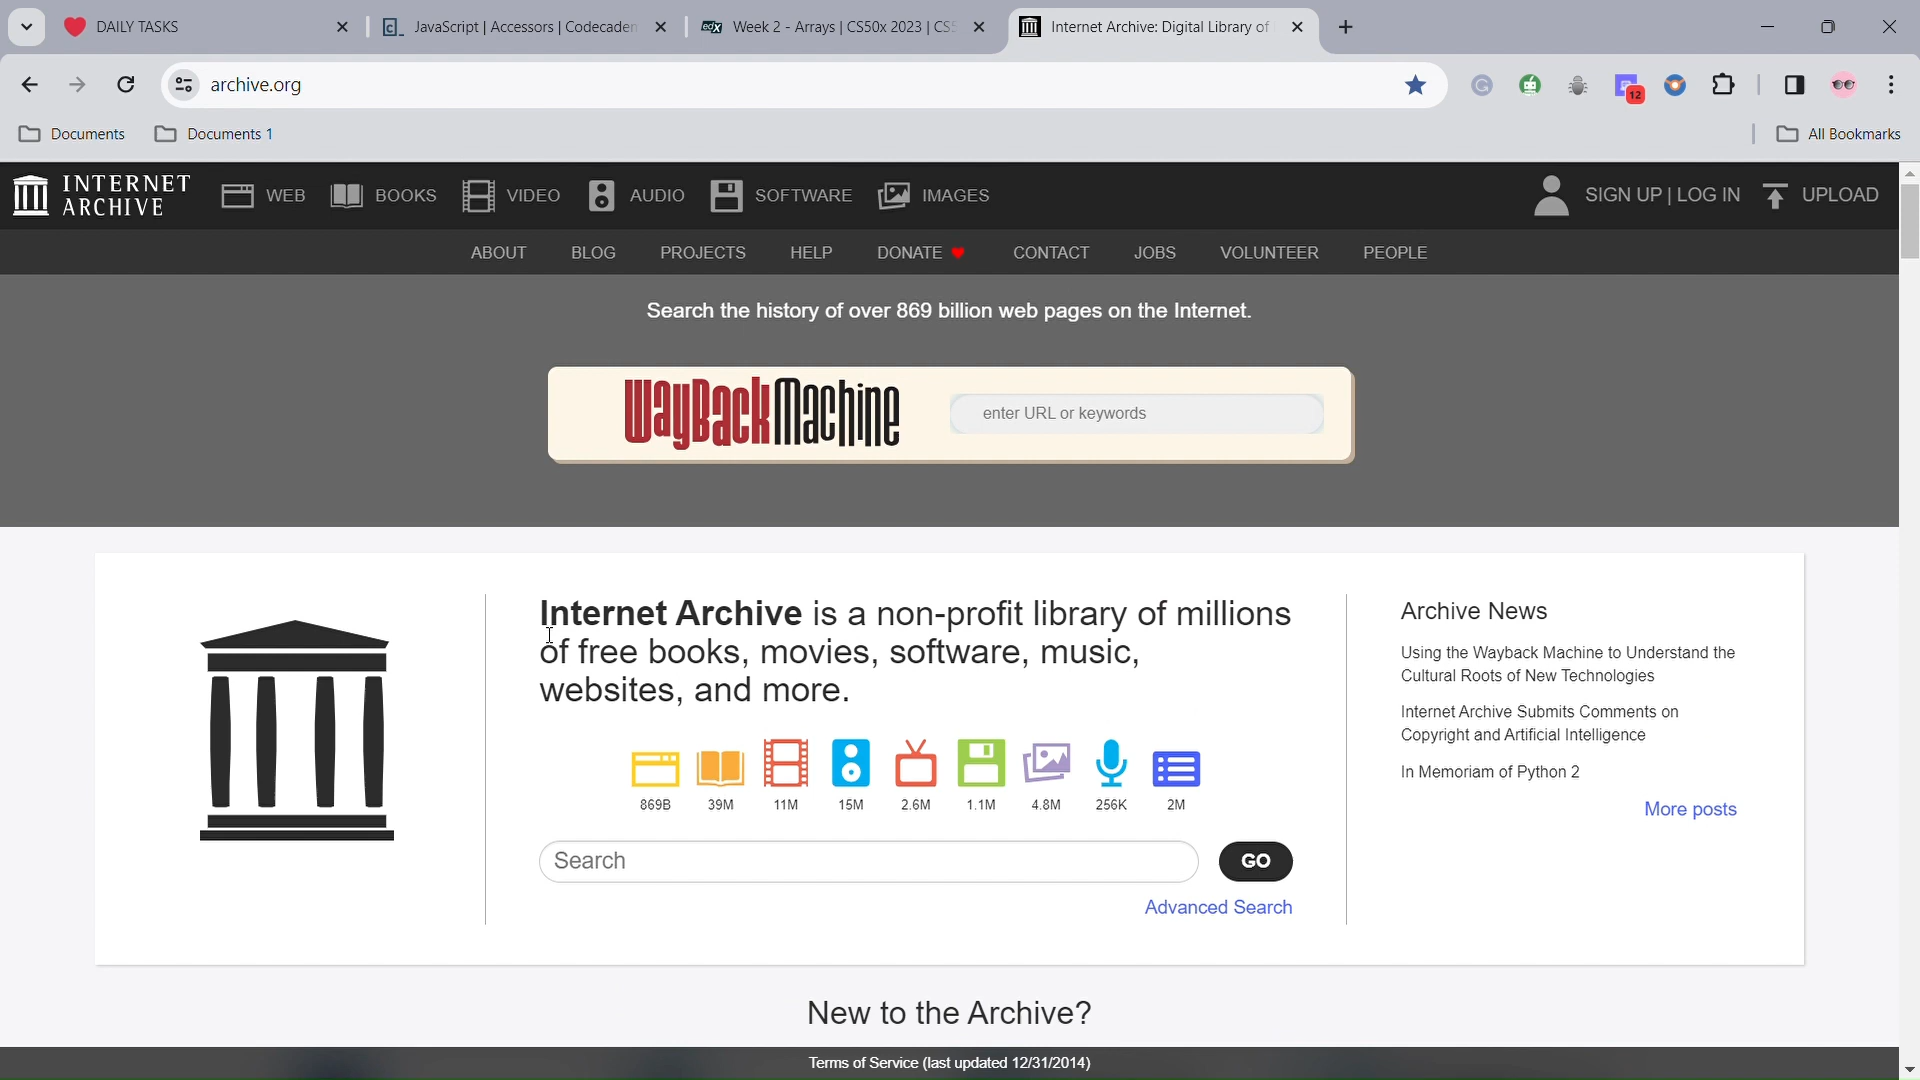 DAILY TASKS
JavaScript | Accessors | Codecaden
edX Week 2 - Arrays | CS50x 2023 | CS5
Internet Archive: Digital Library of
archive.org
12
Documents
Documents 1
All Bookmarks
INTERNET ARCHIVE
WEB
BOOKS
VIDEO
AUDIO
SOFTWARE
IMAGES
SIGN UP | LOG IN
UPLOAD
ABOUT
BLOG
PROJECTS
HELP
DONATE
CONTACT
JOBS
VOLUNTEER
PEOPLE
Search the history of over 869 billion web pages on the Internet.
WayBackMachine
enter URL or keywords
Internet Archive is a non-profit library of millions
of free books, movies, software, music,
websites, and more.
869B
39M
11M
15M
2.6M
1.1M
4.8M
256K
2M
Search
GO
Advanced Search
Archive News
Using the Wayback Machine to Understand the
Cultural Roots of New Technologies
Internet Archive Submits Comments on
Copyright and Artificial Intelligence
In Memoriam of Python 2
More posts
New to the Archive?
Terms of Service (last updated 12/31/2014)